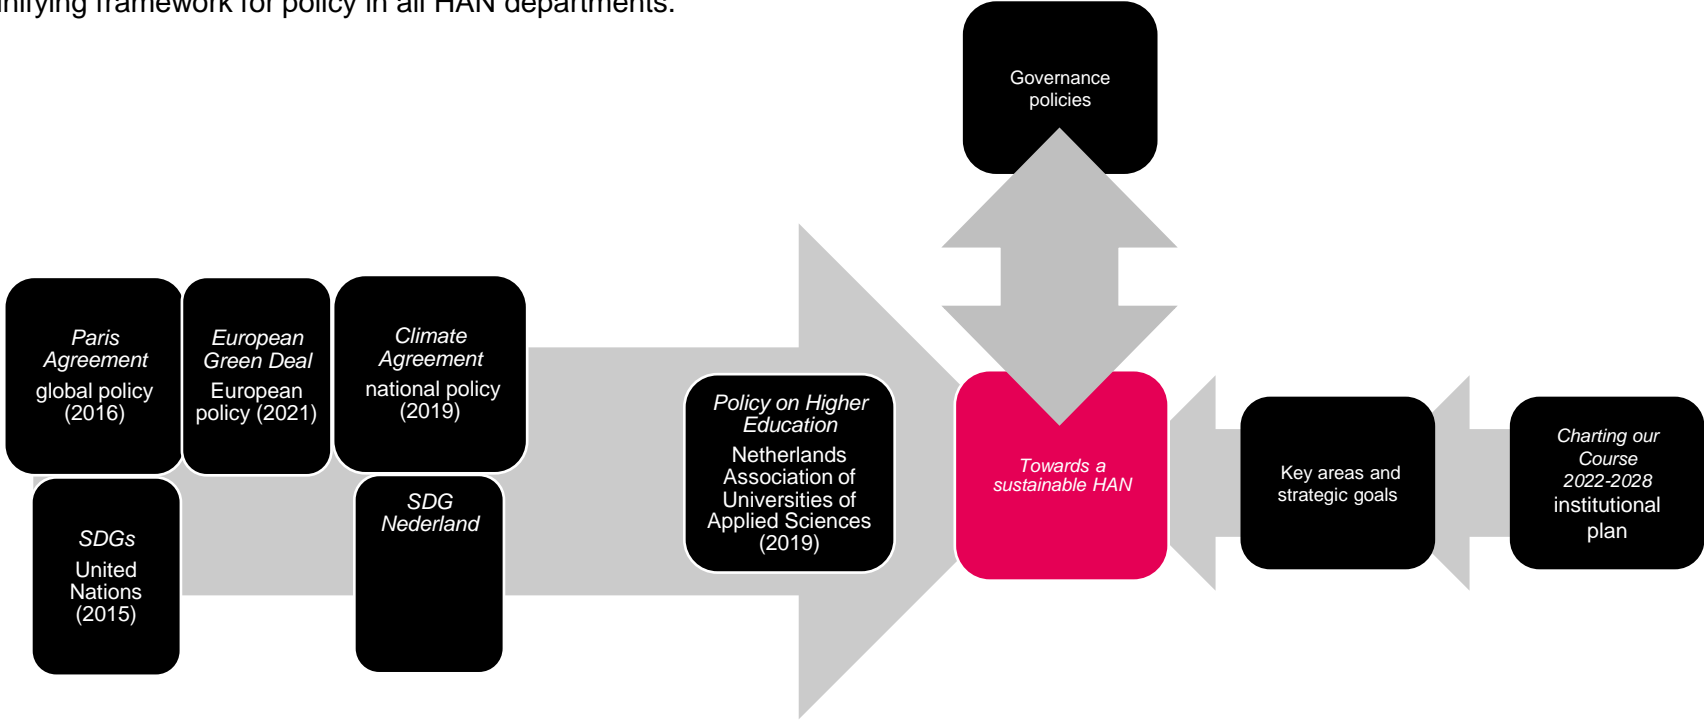 unifying framework for policy in all HAN departments.
Governance
policies
Paris
Agreement
global policy
(2016)
European
Green Deal
European
policy (2021)
Climate
Agreement
national policy
(2019)
SDGs
United
Nations
(2015)
SDG
Nederland
Policy on Higher
Education
Netherlands
Association of
Universities of
Applied Sciences
(2019)
Towards a
sustainable HAN
Key areas and
strategic goals
Charting our
Course
2022-2028
institutional
plan